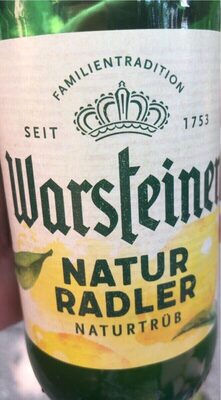 FAMILIENTRADITION
SEIT 1753
Warsteiner
NATUR
RADLER
NATURTRÜB